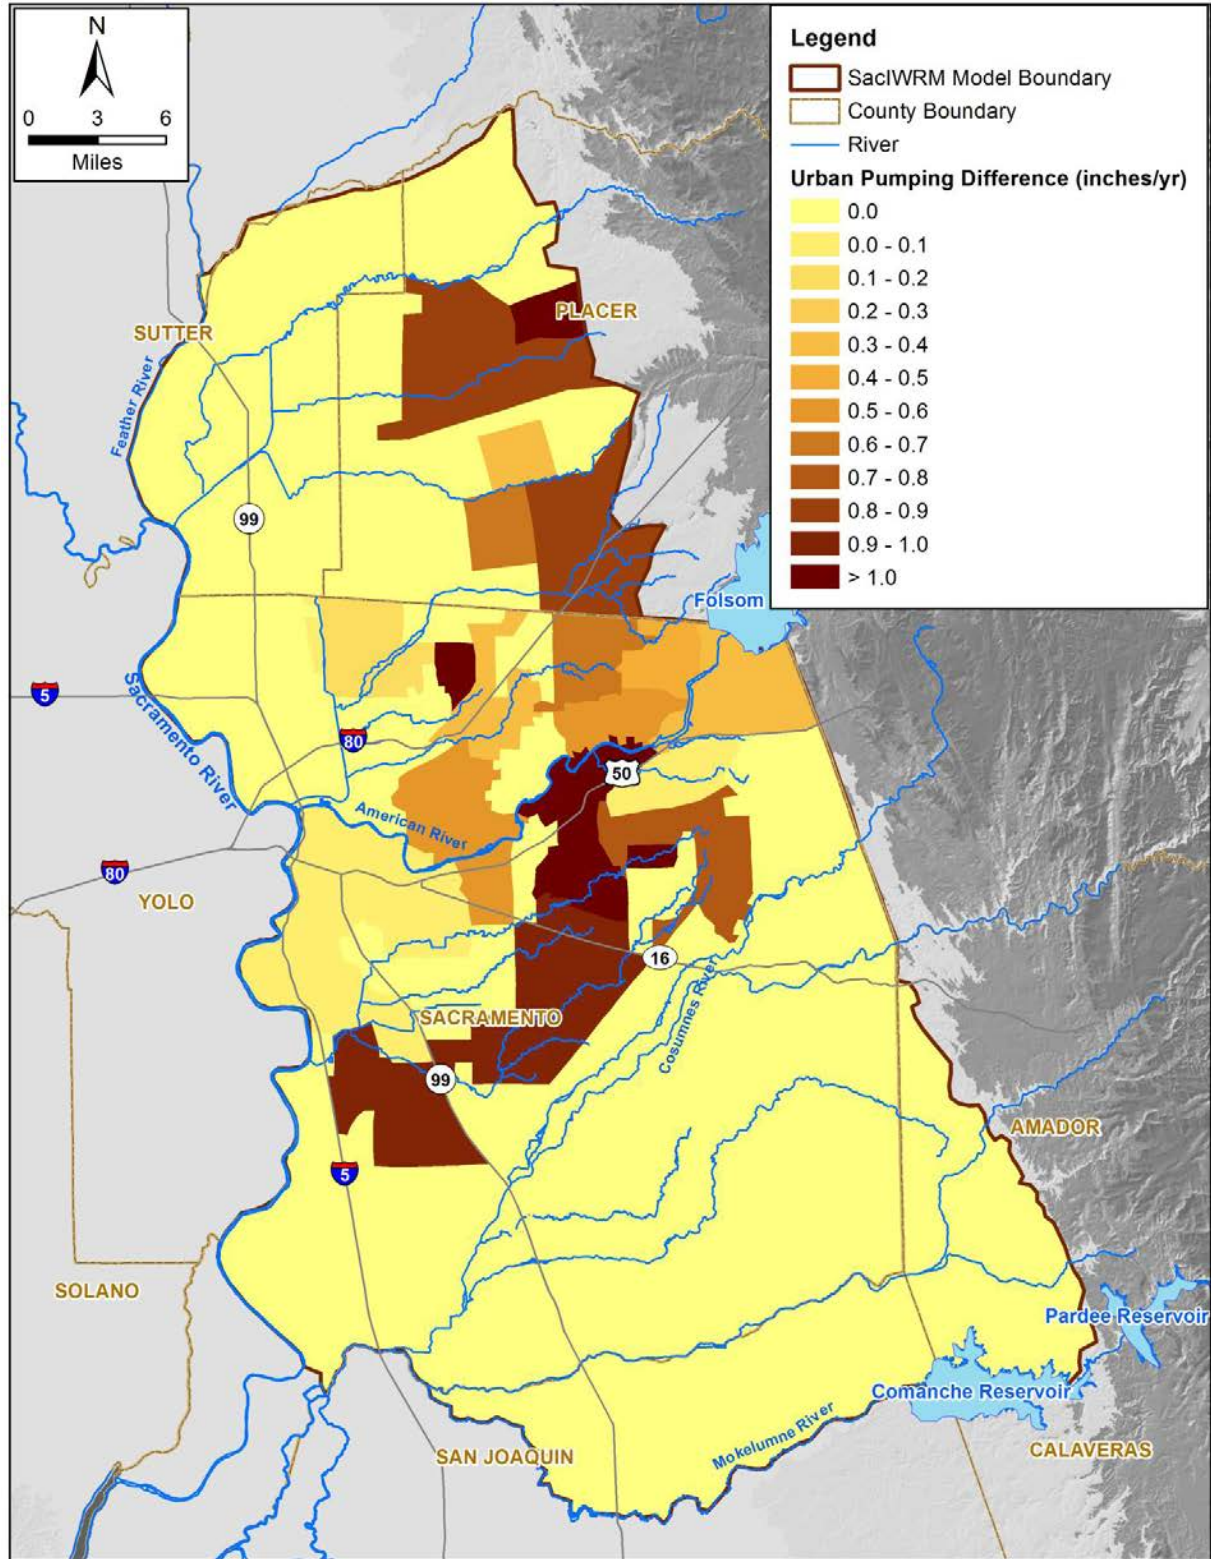 N
0 3 6
Miles
Legend
SacIWRM Model Boundary
County Boundary
River
Urban Pumping Difference (inches/yr)
0.0
0.0 - 0.1
0.1 - 0.2
0.2 - 0.3
0.3 - 0.4
0.4 - 0.5
0.5 - 0.6
0.6 - 0.7
0.7 - 0.8
0.8 - 0.9
0.9 - 1.0
> 1.0
PLACER
SUTTER
Feather River
99
Folsom
5
Sacramento River
80
50
American River
80
YOLO
16
Cosumnes River
SACRAMENTO
99
AMADOR
5
SOLANO
Pardee Reservoir
Comanche Reservoir
Mokelumne River
SAN JOAQUIN
CALAVERAS